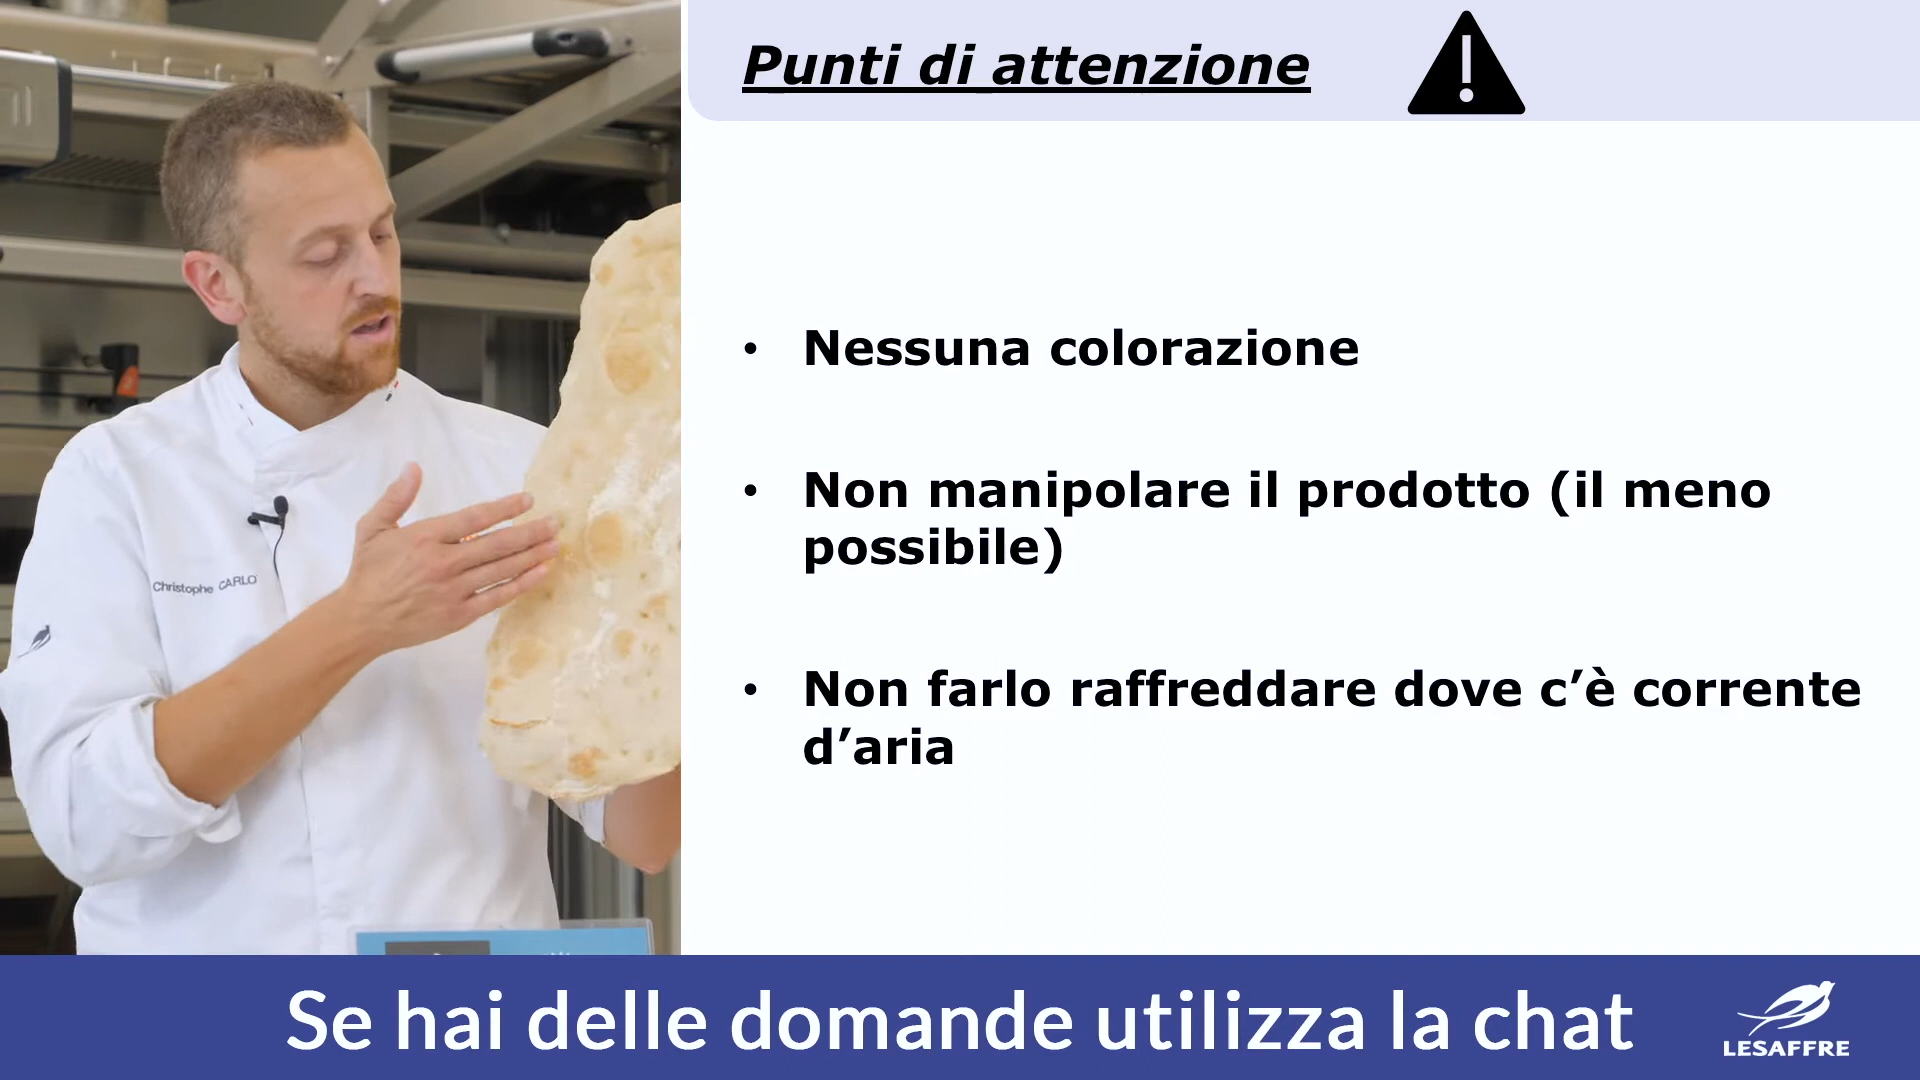 Punti di attenzione
• Nessuna colorazione
• Non manipolare il prodotto (il meno
possibile)
• Non farlo raffreddare dove c’è corrente
d’aria
Christophe CARLO
Se hai delle domande utilizza la chat
LESAFFRE